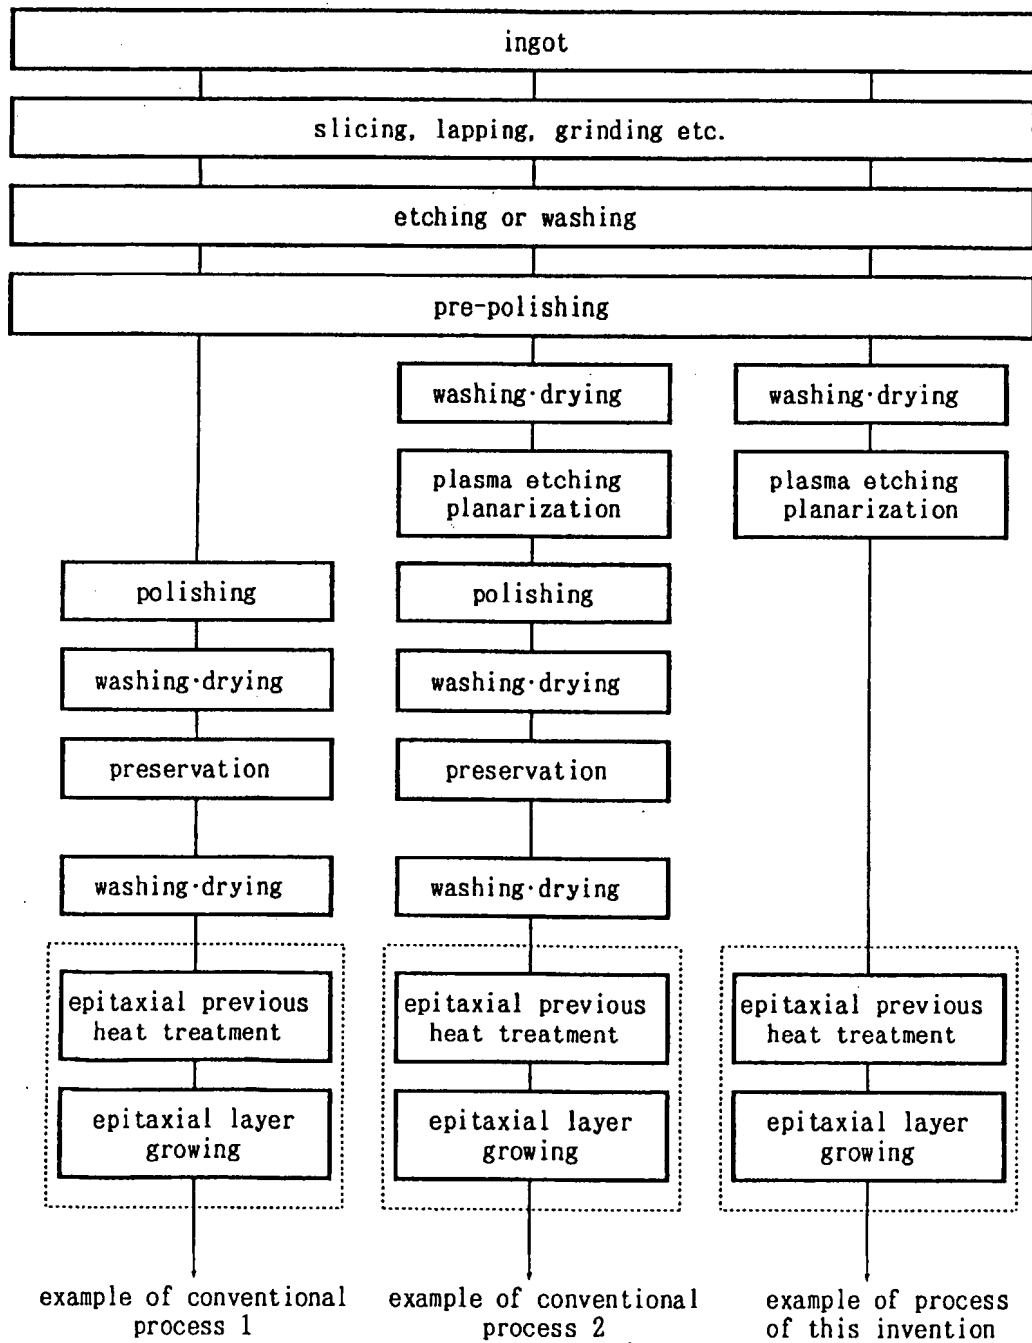 ingot
slicing, lapping, grinding etc.
etching or washing
pre-polishing
washing·drying
washing·drying
plasma etching
planarization
plasma etching
planarization
polishing
polishing
washing·drying
washing·drying
preservation
preservation
washing·drying
washing·drying
epitaxial previous
heat treatment
epitaxial previous
heat treatment
epitaxial previous
heat treatment
epitaxial layer
growing
epitaxial layer
growing
epitaxial layer
growing
example of conventional
process 1
example of conventional
process 2
example of process
of this invention